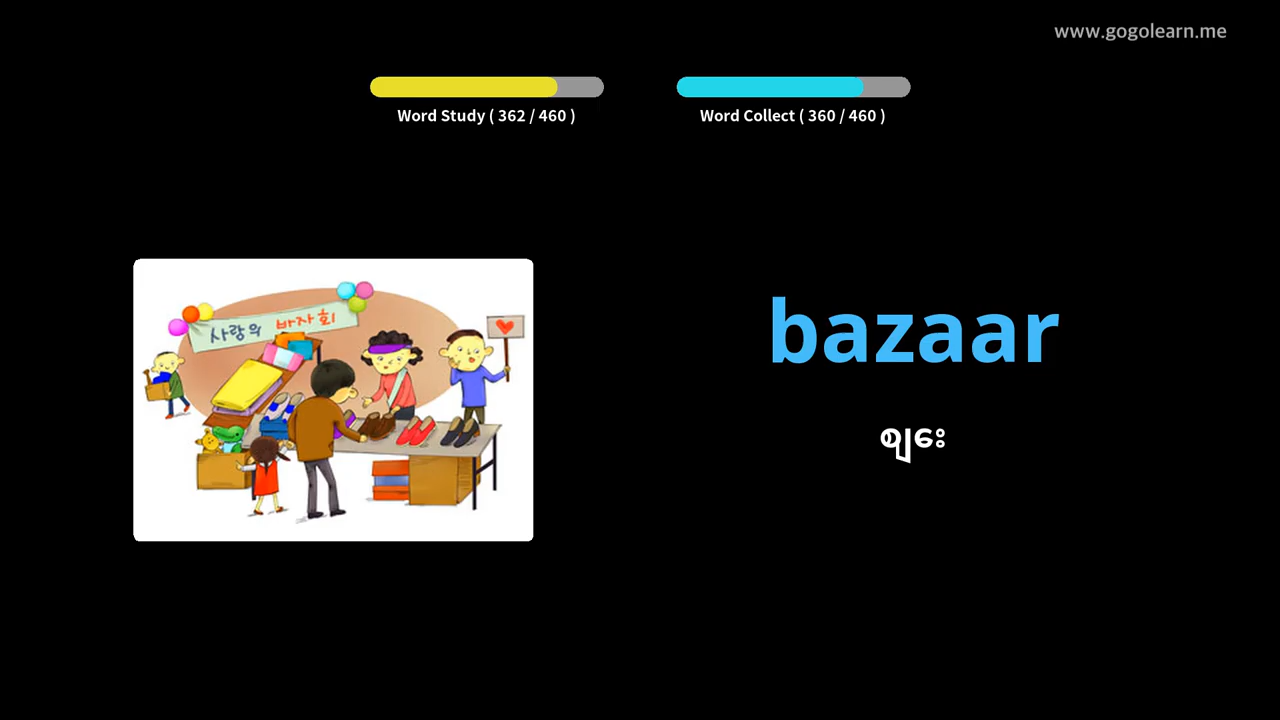 www.gogolearn.me
Word Study ( 362 / 460 )
Word Collect ( 360 / 460 )
사랑의 바자회
bazaar
ဈေး